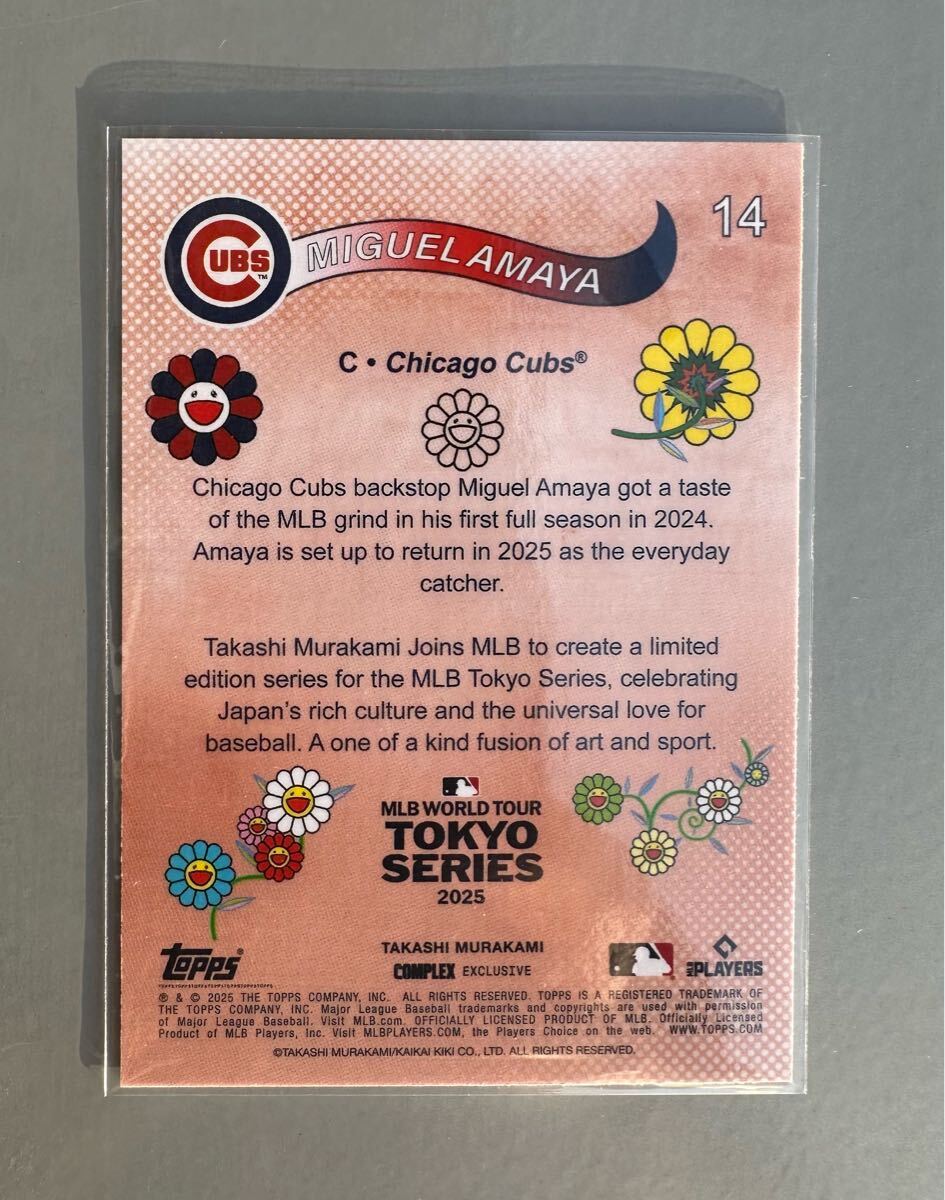 CUBS™
MIGUEL AMAYA
14
C • Chicago Cubs®
Chicago Cubs backstop Miguel Amaya got a taste
of the MLB grind in his first full season in 2024.
Amaya is set up to return in 2025 as the everyday
catcher.
Takashi Murakami Joins MLB to create a limited
edition series for the MLB Tokyo Series, celebrating
Japan's rich culture and the universal love for
baseball. A one of a kind fusion of art and sport.
MLB WORLD TOUR
TOKYO
SERIES
2025
TAKASHI MURAKAMI
COMPLEX EXCLUSIVE
TOPPS®
MLB PLAYERS
® & © 2025 THE TOPPS COMPANY, INC. ALL RIGHTS RESERVED. TOPPS IS A REGISTERED TRADEMARK OF
THE TOPPS COMPANY, INC. Major League Baseball trademarks and copyrights are used with permission
of Major League Baseball. Visit MLB.com. OFFICIALLY LICENSED PRODUCT OF MLB. Officially Licensed
Product of MLB Players, Inc. Visit MLBPLAYERS.COM, the Players Choice on the web. WWW.TOPPS.COM
©TAKASHI MURAKAMI/KAIKAI KIKI CO., LTD. ALL RIGHTS RESERVED.